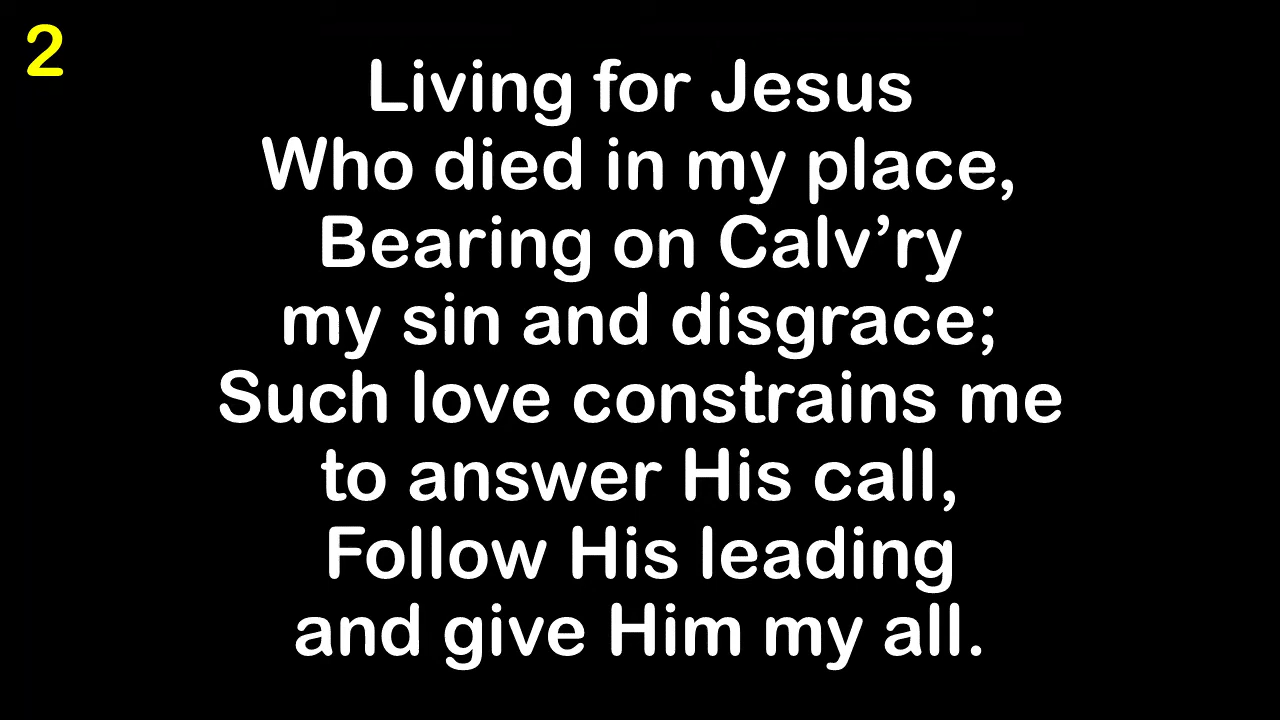 2
Living for Jesus
Who died in my place,
Bearing on Calv’ry
my sin and disgrace;
Such love constrains me
to answer His call,
Follow His leading
and give Him my all.